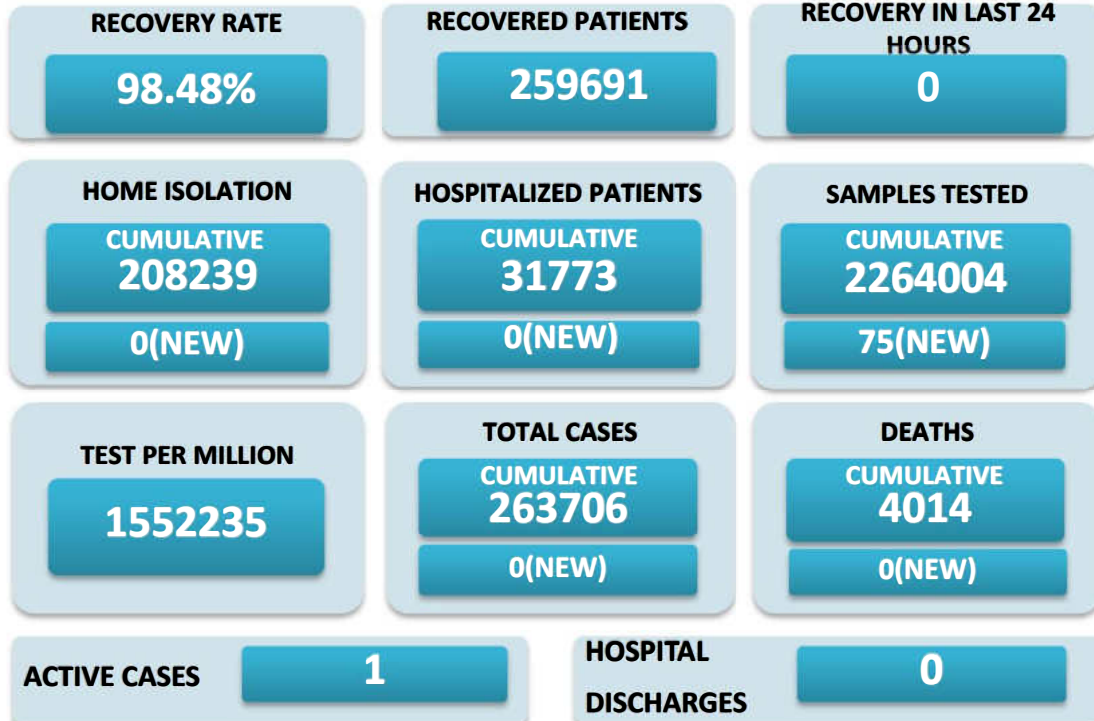 RECOVERY RATE
98.48%
RECOVERED PATIENTS
259691
RECOVERY IN LAST 24
HOURS
0
HOME ISOLATION
CUMULATIVE
208239
0(NEW)
HOSPITALIZED PATIENTS
CUMULATIVE
31773
0(NEW)
SAMPLES TESTED
CUMULATIVE
2264004
75(NEW)
TEST PER MILLION
1552235
TOTAL CASES
CUMULATIVE
263706
0(NEW)
DEATHS
CUMULATIVE
4014
0(NEW)
ACTIVE CASES
1
HOSPITAL
DISCHARGES
0